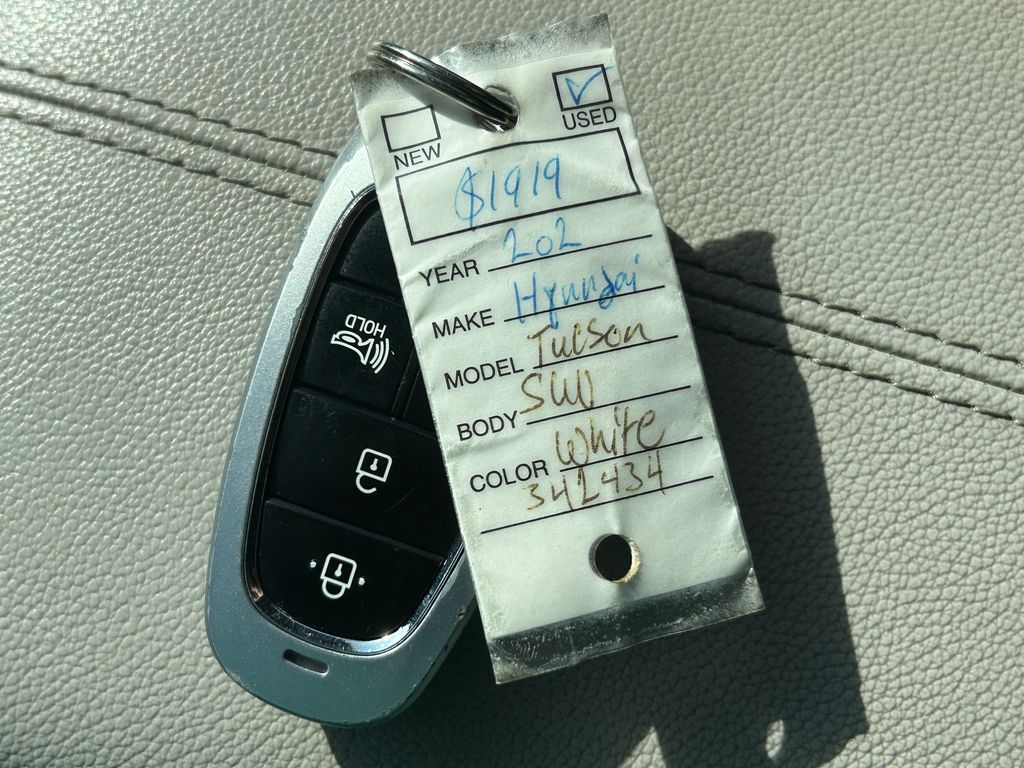 NEW
USED
$1919
YEAR 202
MAKE Hyundai
MODEL Tucson
BODY SUV
COLOR White
342434
HOLD